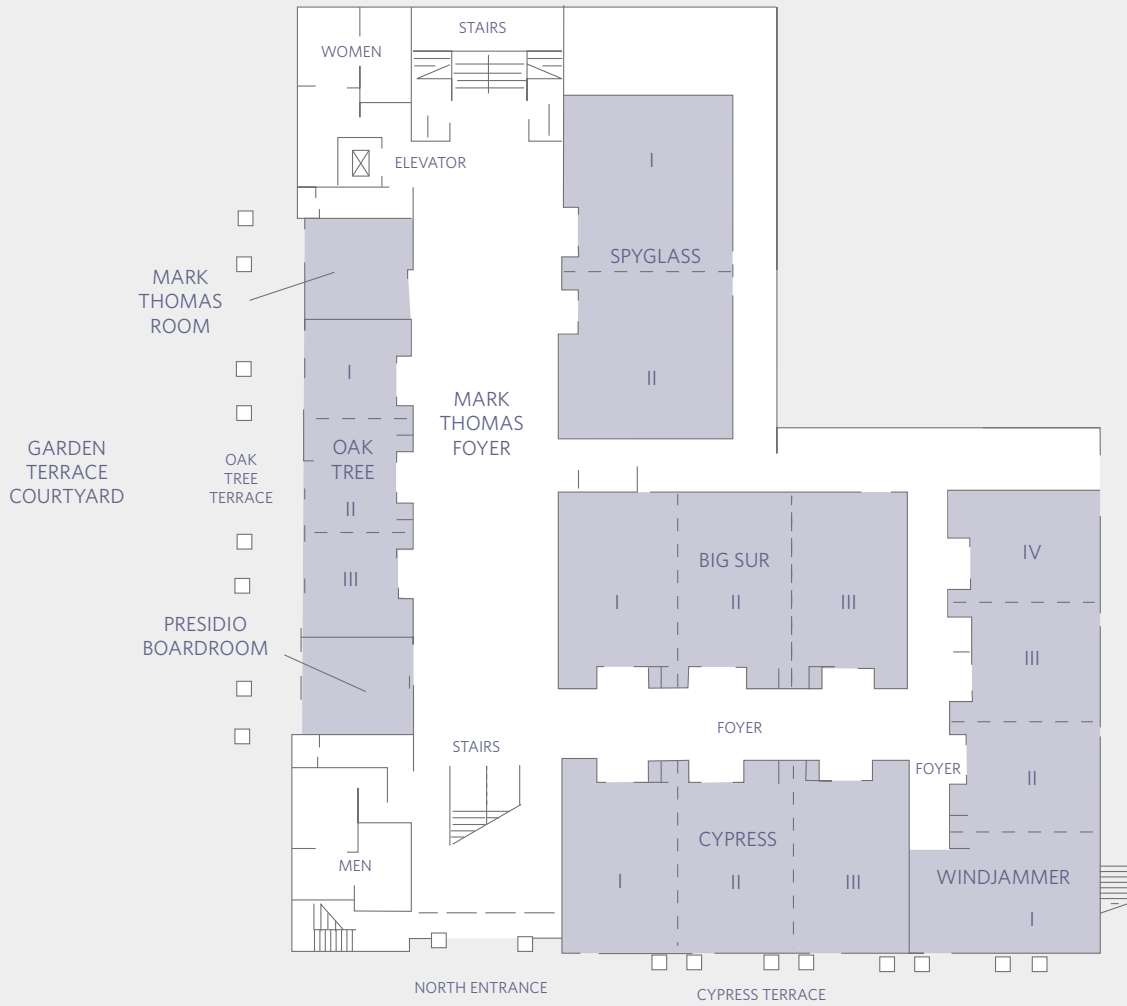 STAIRS
WOMEN
ELEVATOR
I
SPYGLASS
II
MARK
THOMAS
ROOM
I
OAK
TREE
II
III
MARK
THOMAS
FOYER
GARDEN
TERRACE
COURTYARD
OAK
TREE
TERRACE
PRESIDIO
BOARDROOM
BIG SUR
I
II
III
IV
III
II
WINDJAMMER
I
FOYER
FOYER
STAIRS
CYPRESS
I
II
III
MEN
NORTH ENTRANCE
CYPRESS TERRACE